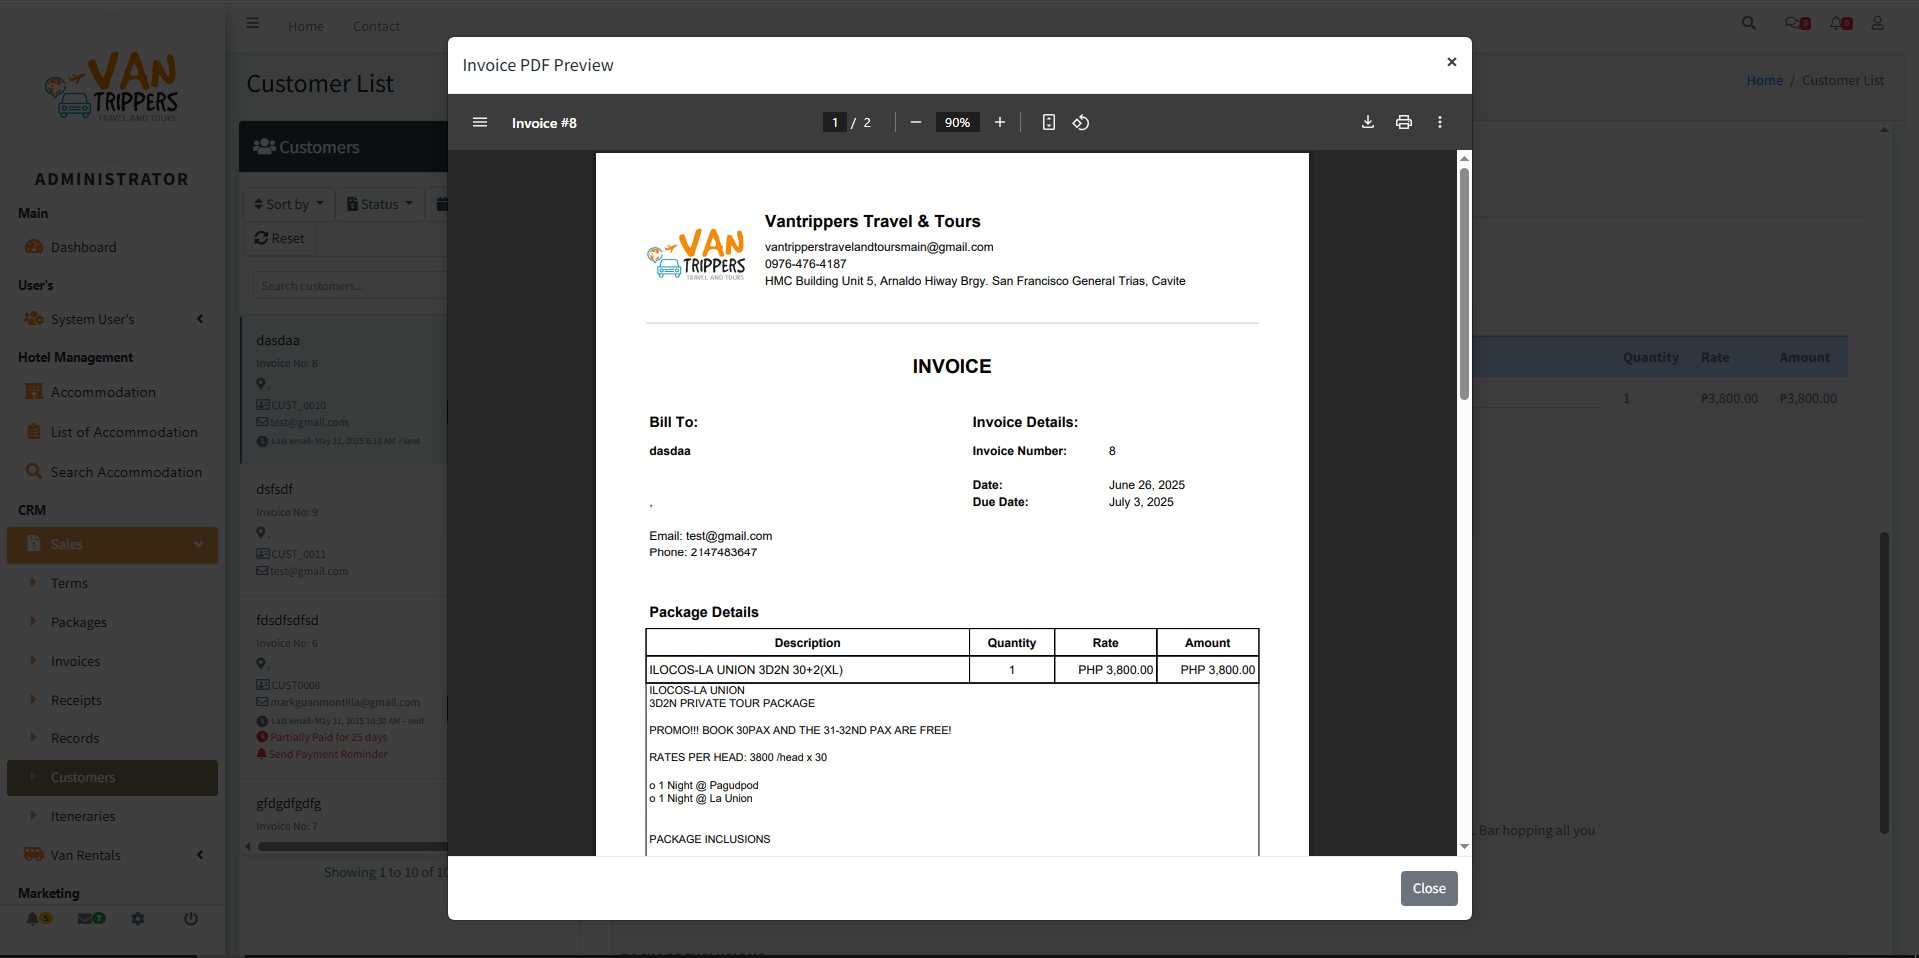 VAN
TRIPPERS
TRAVEL AND TOURS
ADMINISTRATOR
Main
Dashboard
User's
System User's
Hotel Management
Accommodation
List of Accommodation
Search Accommodation
CRM
Sales
Terms
Packages
Invoices
Receipts
Records
Customers
Iteneraries
Van Rentals
Marketing
5
7
Home
Contact
Customer List
Home / Customer List
Customers
Sort by
Status
Reset
Search customers...
dasdaa
Invoice No: 8
,
CUST_0010
test@gmail.com
Last email: May 31, 2025 6:10 AM – sent
dsfsdf
Invoice No: 9
,
CUST_0011
test@gmail.com
fdsdfsdfsd
Invoice No: 6
,
CUST0008
markguanmontilla@gmail.com
Last email: May 31, 2025 10:30 AM – sent
Partially Paid for 25 days
Send Payment Reminder
gfdgdfgdfg
Invoice No: 7
Showing 1 to 10 of 10
Quantity Rate Amount
1 ₱3,800.00 ₱3,800.00
. Bar hopping all you
Invoice PDF Preview
×
Invoice #8
1 / 2
90%
VAN
TRIPPERS
TRAVEL AND TOURS
Vantrippers Travel & Tours
vantripperstravelandtoursmain@gmail.com
0976-476-4187
HMC Building Unit 5, Arnaldo Hiway Brgy. San Francisco General Trias, Cavite
INVOICE
Bill To:
dasdaa
,
Email: test@gmail.com
Phone: 2147483647
Invoice Details:
Invoice Number: 8
Date: June 26, 2025
Due Date: July 3, 2025
Package Details
Description Quantity Rate Amount
ILOCOS-LA UNION 3D2N 30+2(XL) 1 PHP 3,800.00 PHP 3,800.00
ILOCOS-LA UNION
3D2N PRIVATE TOUR PACKAGE
PROMO!!! BOOK 30PAX AND THE 31-32ND PAX ARE FREE!
RATES PER HEAD: 3800 /head x 30
o 1 Night @ Pagudpod
o 1 Night @ La Union
PACKAGE INCLUSIONS
Close